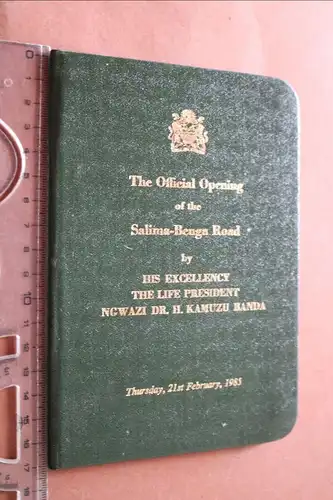 The Official Opening
of the
Salima-Benga Road
by
HIS EXCELLENCY
THE LIFE PRESIDENT
NGWAZI DR. H. KAMUZU BANDA
Thursday, 21st February, 1985